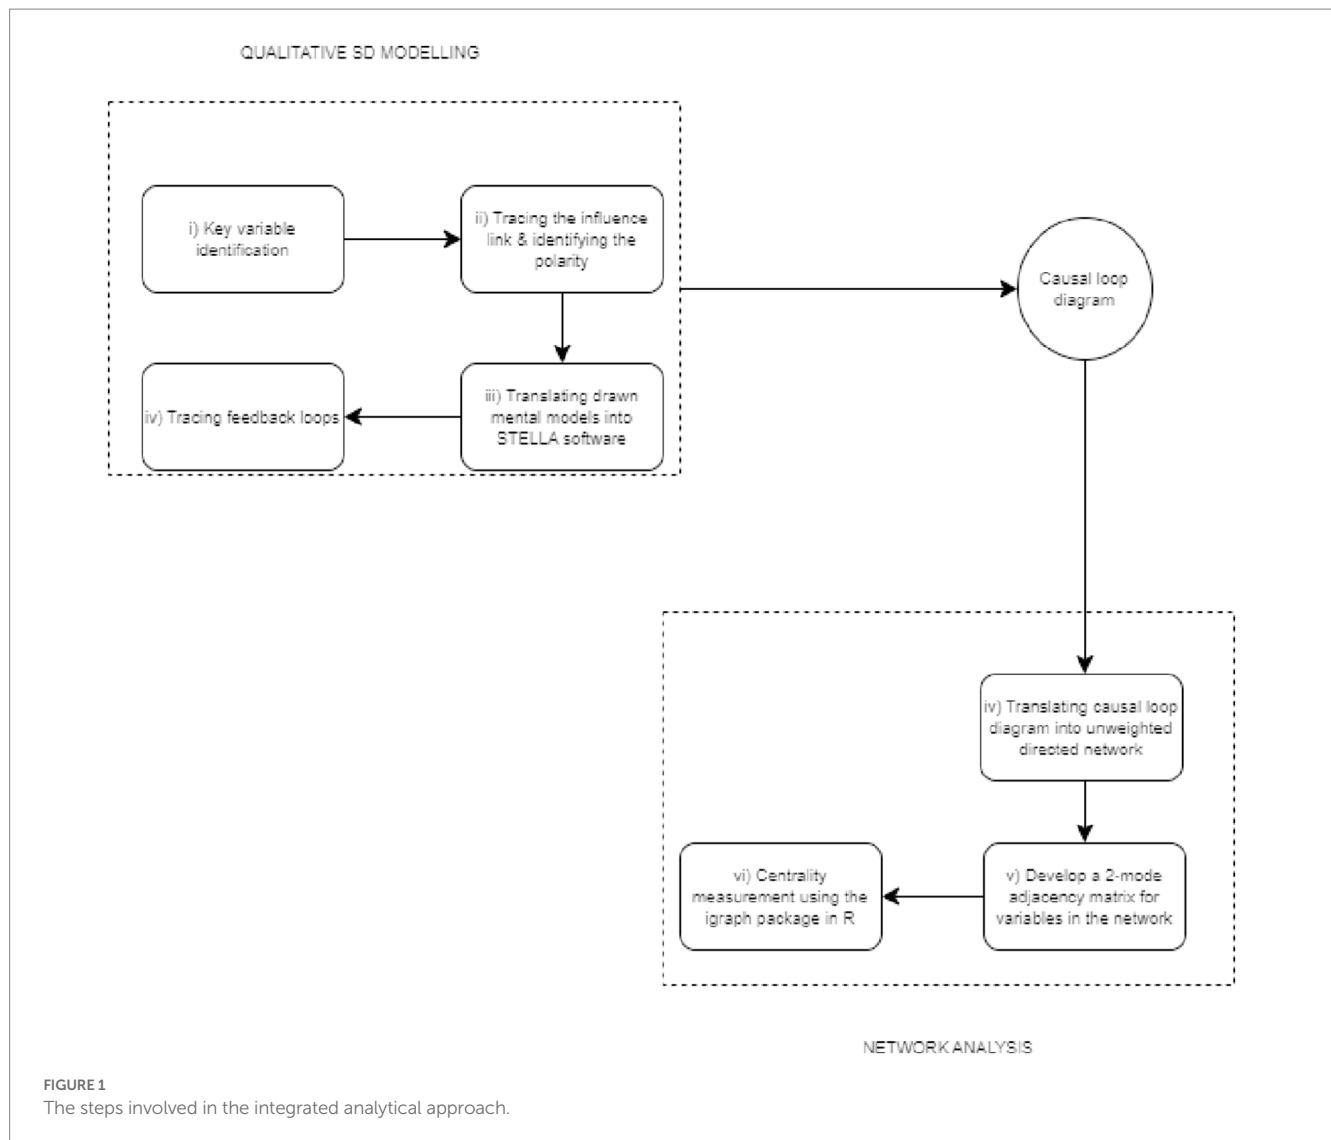 QUALITATIVE SD MODELLING
i) Key variable
identification
ii) Tracing the influence
link & identifying the
polarity
iii) Translating drawn
mental models into
STELLA software
iv) Tracing feedback loops
Causal loop
diagram
iv) Translating causal loop
diagram into unweighted
directed network
v) Develop a 2-mode
adjacency matrix for
variables in the network
vi) Centrality
measurement using the
igraph package in R
NETWORK ANALYSIS
FIGURE 1
The steps involved in the integrated analytical approach.